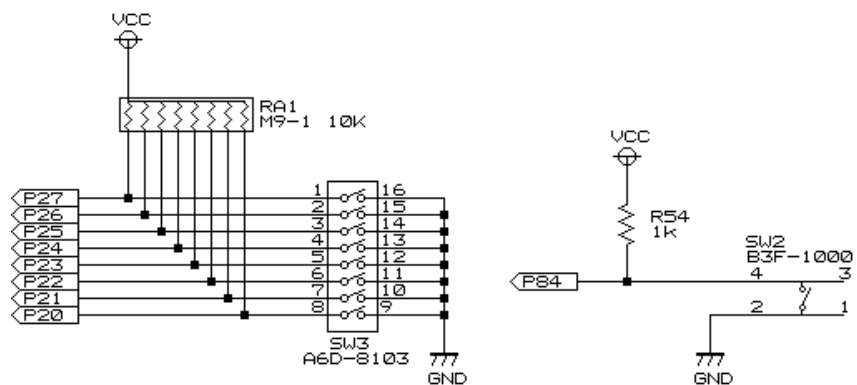 VCC
RA1
M9-1 10K
P27 1 16
P26 2 15
P25 3 14
P24 4 13
P23 5 12
P22 6 11
P21 7 10
P20 8 9
SW3
A6D-8103
GND
VCC
R54
1k
SW2
B3F-1000
P84 4 3
2 1
GND